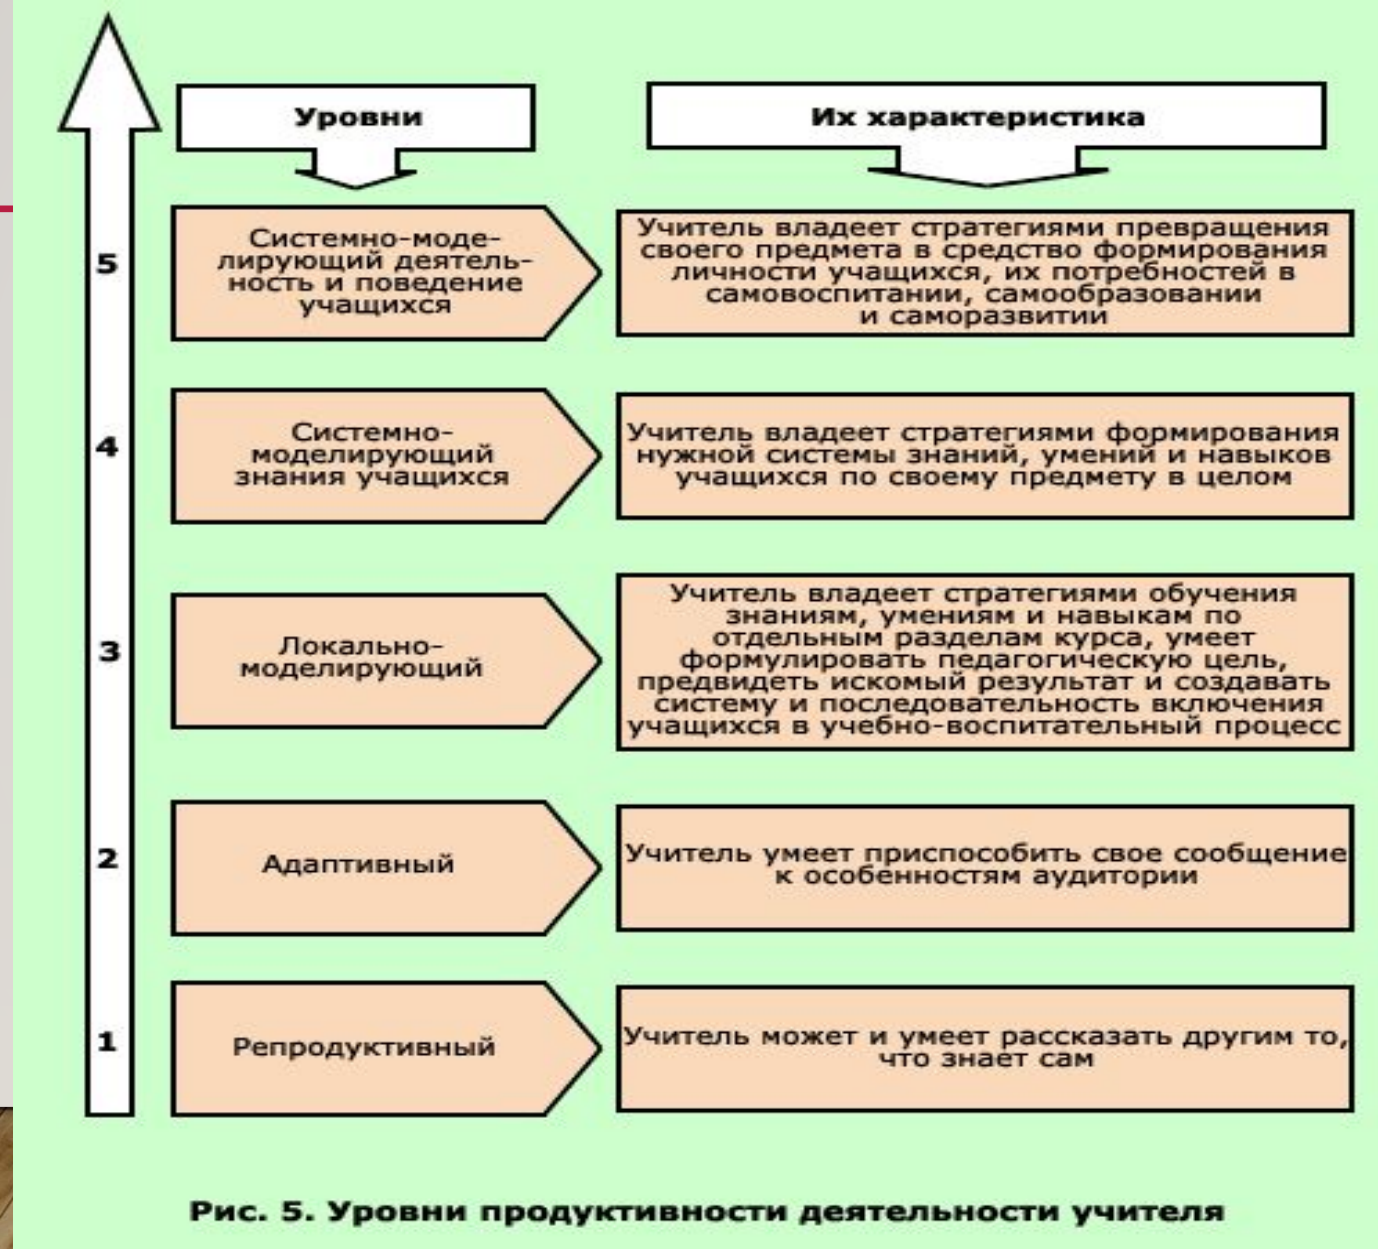 Уровни
Их характеристика
5
Системно-моде-
лирующий деятель-
ность и поведение
учащихся
Учитель владеет стратегиями превращения
своего предмета в средство формирования
личности учащихся, их потребностей в
самовоспитании, самообразовании
и саморазвитии
4
Системно-
моделирующий
знания учащихся
Учитель владеет стратегиями формирования
нужной системы знаний, умений и навыков
учащихся по своему предмету в целом
3
Локально-
моделирующий
Учитель владеет стратегиями обучения
знаниям, умениям и навыкам по
отдельным разделам курса, умеет
формулировать педагогическую цель,
предвидеть искомый результат и создавать
систему и последовательность включения
учащихся в учебно-воспитательный процесс
2
Адаптивный
Учитель умеет приспособить свое сообщение
к особенностям аудитории
1
Репродуктивный
Учитель может и умеет рассказать другим то,
что знает сам
Рис. 5. Уровни продуктивности деятельности учителя